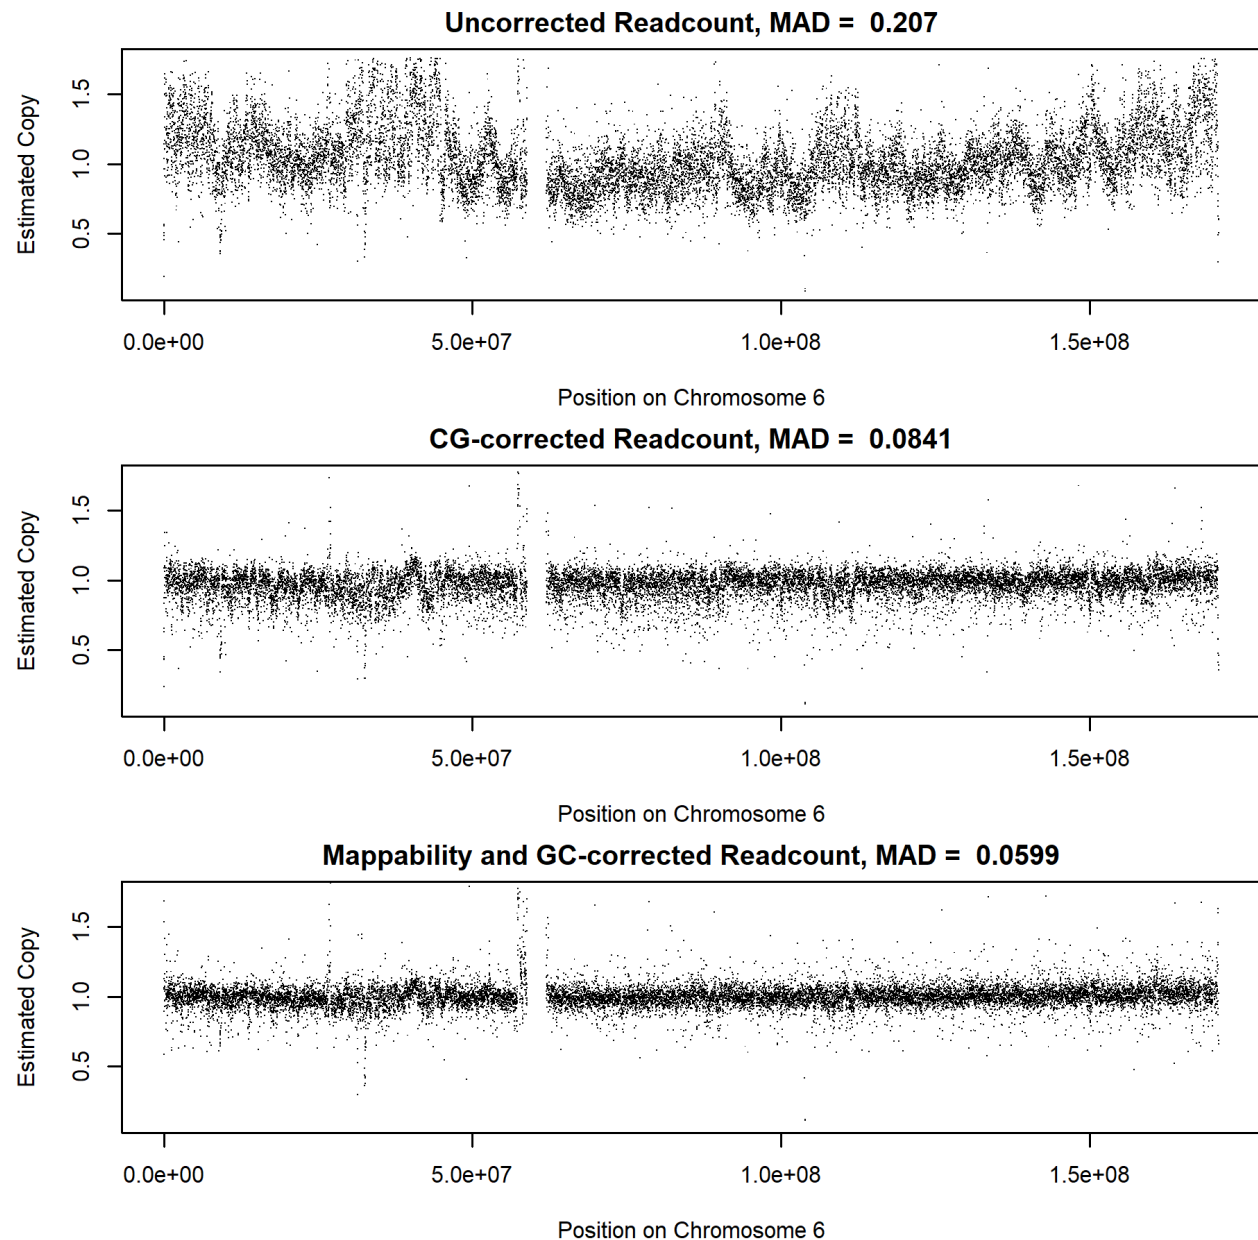 Uncorrected Readcount, MAD =  0.207
Estimated Copy
1.5
1.0
0.5
0.0e+00 5.0e+07 1.0e+08 1.5e+08
Position on Chromosome 6
CG-corrected Readcount, MAD =  0.0841
Estimated Copy
1.5
1.0
0.5
0.0e+00 5.0e+07 1.0e+08 1.5e+08
Position on Chromosome 6
Mappability and GC-corrected Readcount, MAD =  0.0599
Estimated Copy
1.5
1.0
0.5
0.0e+00 5.0e+07 1.0e+08 1.5e+08
Position on Chromosome 6